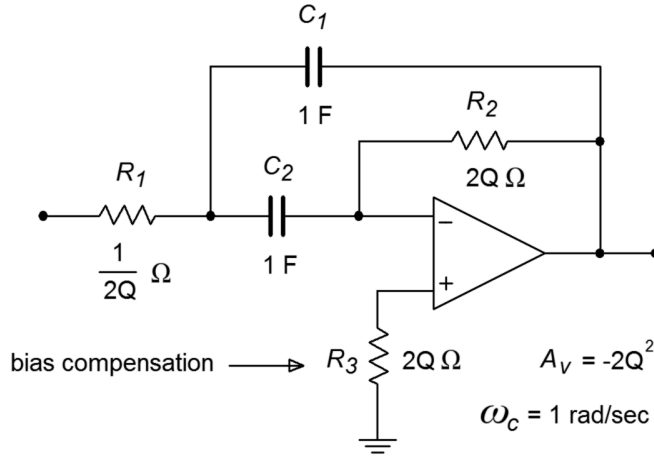 C1
1 F
R2
2Q Ω
R1
C2
1
2Q Ω
1 F
−
+
bias compensation
R3
2Q Ω
Av = -2Q²
ωc = 1 rad/sec